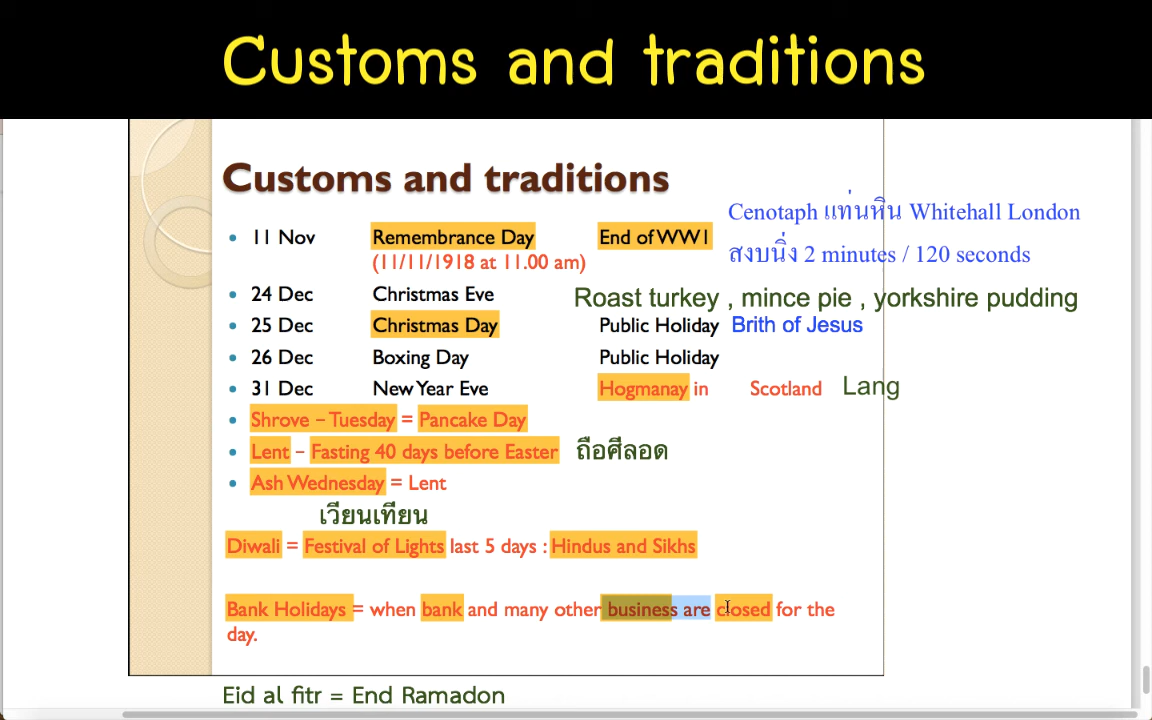 Customs and traditions
Customs and traditions
Cenotaph แท่นหิน Whitehall London
• 11 Nov Remembrance Day End of WW1
(11/11/1918 at 11.00 am)
สงบนิ่ง 2 minutes / 120 seconds
• 24 Dec Christmas Eve Roast turkey , mince pie , yorkshire pudding
• 25 Dec Christmas Day Public Holiday Brith of Jesus
• 26 Dec Boxing Day Public Holiday
• 31 Dec New Year Eve Hogmanay in Scotland Lang
• Shrove – Tuesday = Pancake Day
• Lent – Fasting 40 days before Easter ถือศีลอด
• Ash Wednesday = Lent
เวียนเทียน
Diwali = Festival of Lights last 5 days : Hindus and Sikhs
Bank Holidays = when bank and many other business are closed for the
day.
Eid al fitr = End Ramadon